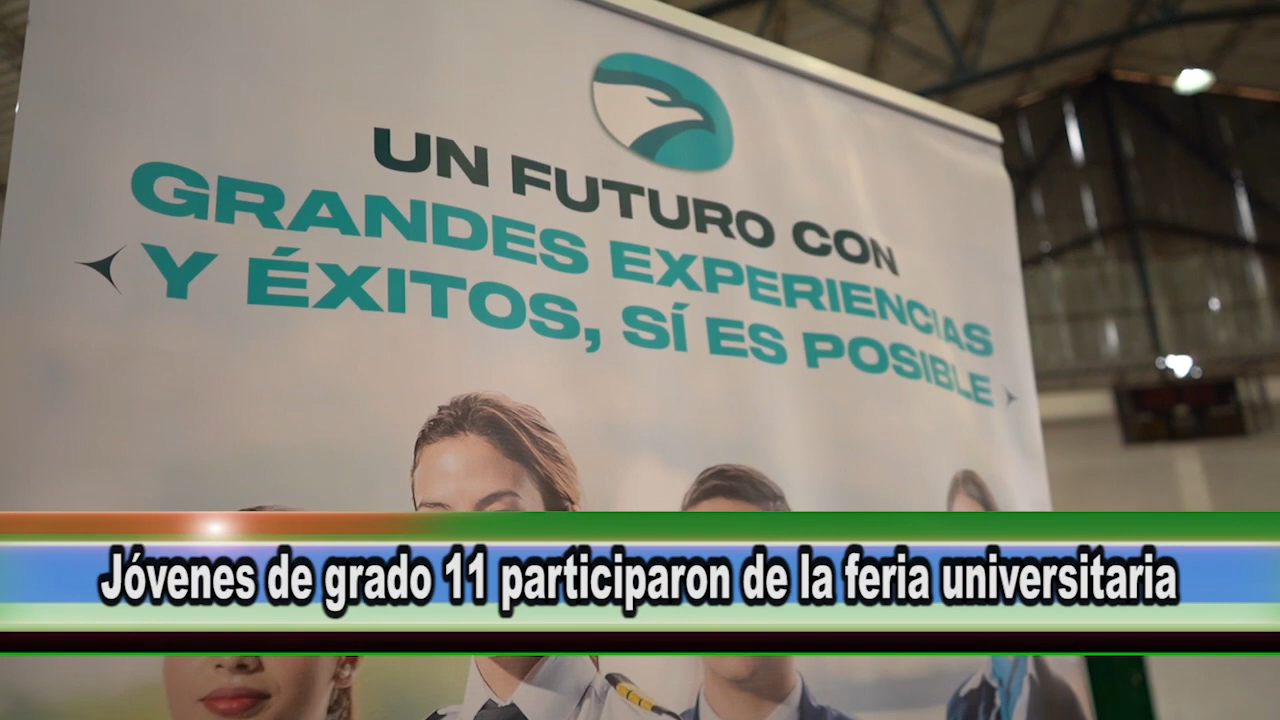 UN FUTURO CON
GRANDES EXPERIENCIAS
Y ÉXITOS, SÍ ES POSIBLE
Jóvenes de grado 11 participaron de la feria universitaria